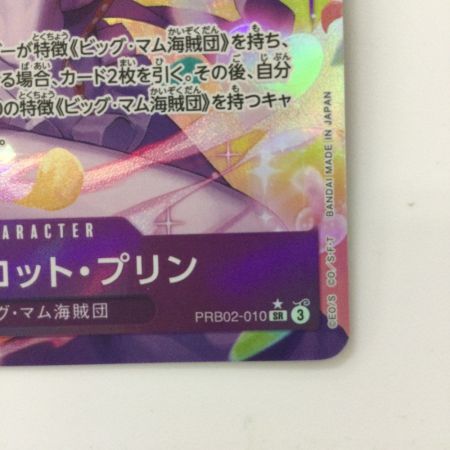 ーが特徴《ビッグ・マム海賊団》を持ち、
る場合、カード2枚を引く。その後、自分
の特徴《ビッグ・マム海賊団》を持つキャ
。
ARACTER
ロット・プリン
グ・マム海賊団
PRB02-010 SR ★ 3
©E.O/S ©O/S・F・T BANDAI MADE IN JAPAN